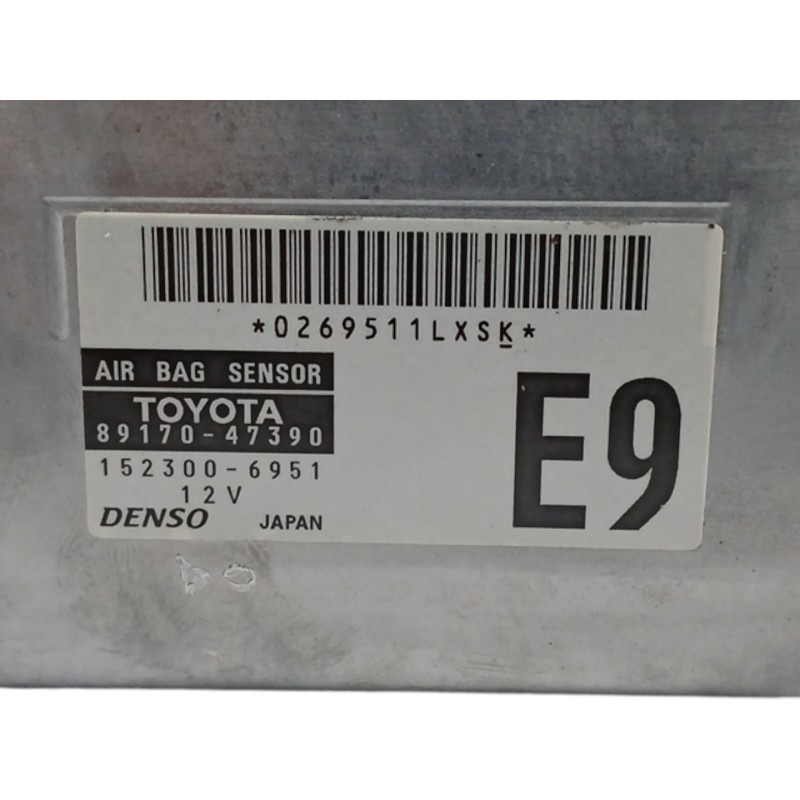 *0269511LXSK*
AIR BAG SENSOR
TOYOTA
89170-47390
152300-6951
12V
DENSO JAPAN
E9